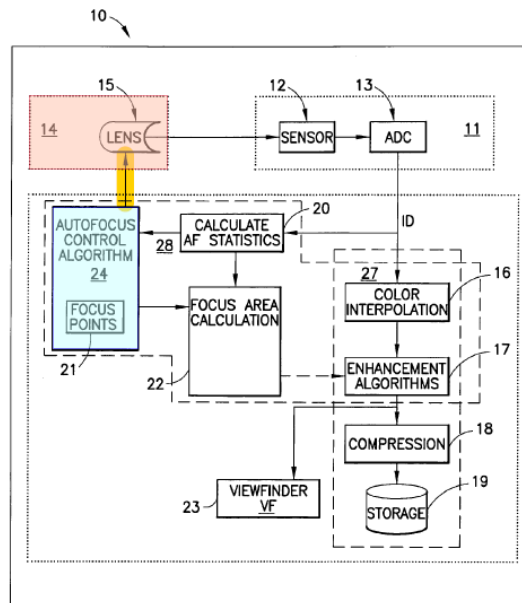 10
15
14
LENS
12
SENSOR
13
ADC
11
ID
20
CALCULATE
AF STATISTICS
28
AUTOFOCUS
CONTROL
ALGORITHM
24
FOCUS
POINTS
21
FOCUS AREA
CALCULATION
22
27
COLOR
INTERPOLATION
16
ENHANCEMENT
ALGORITHMS
17
COMPRESSION
18
VIEWFINDER
VF
23
STORAGE
19